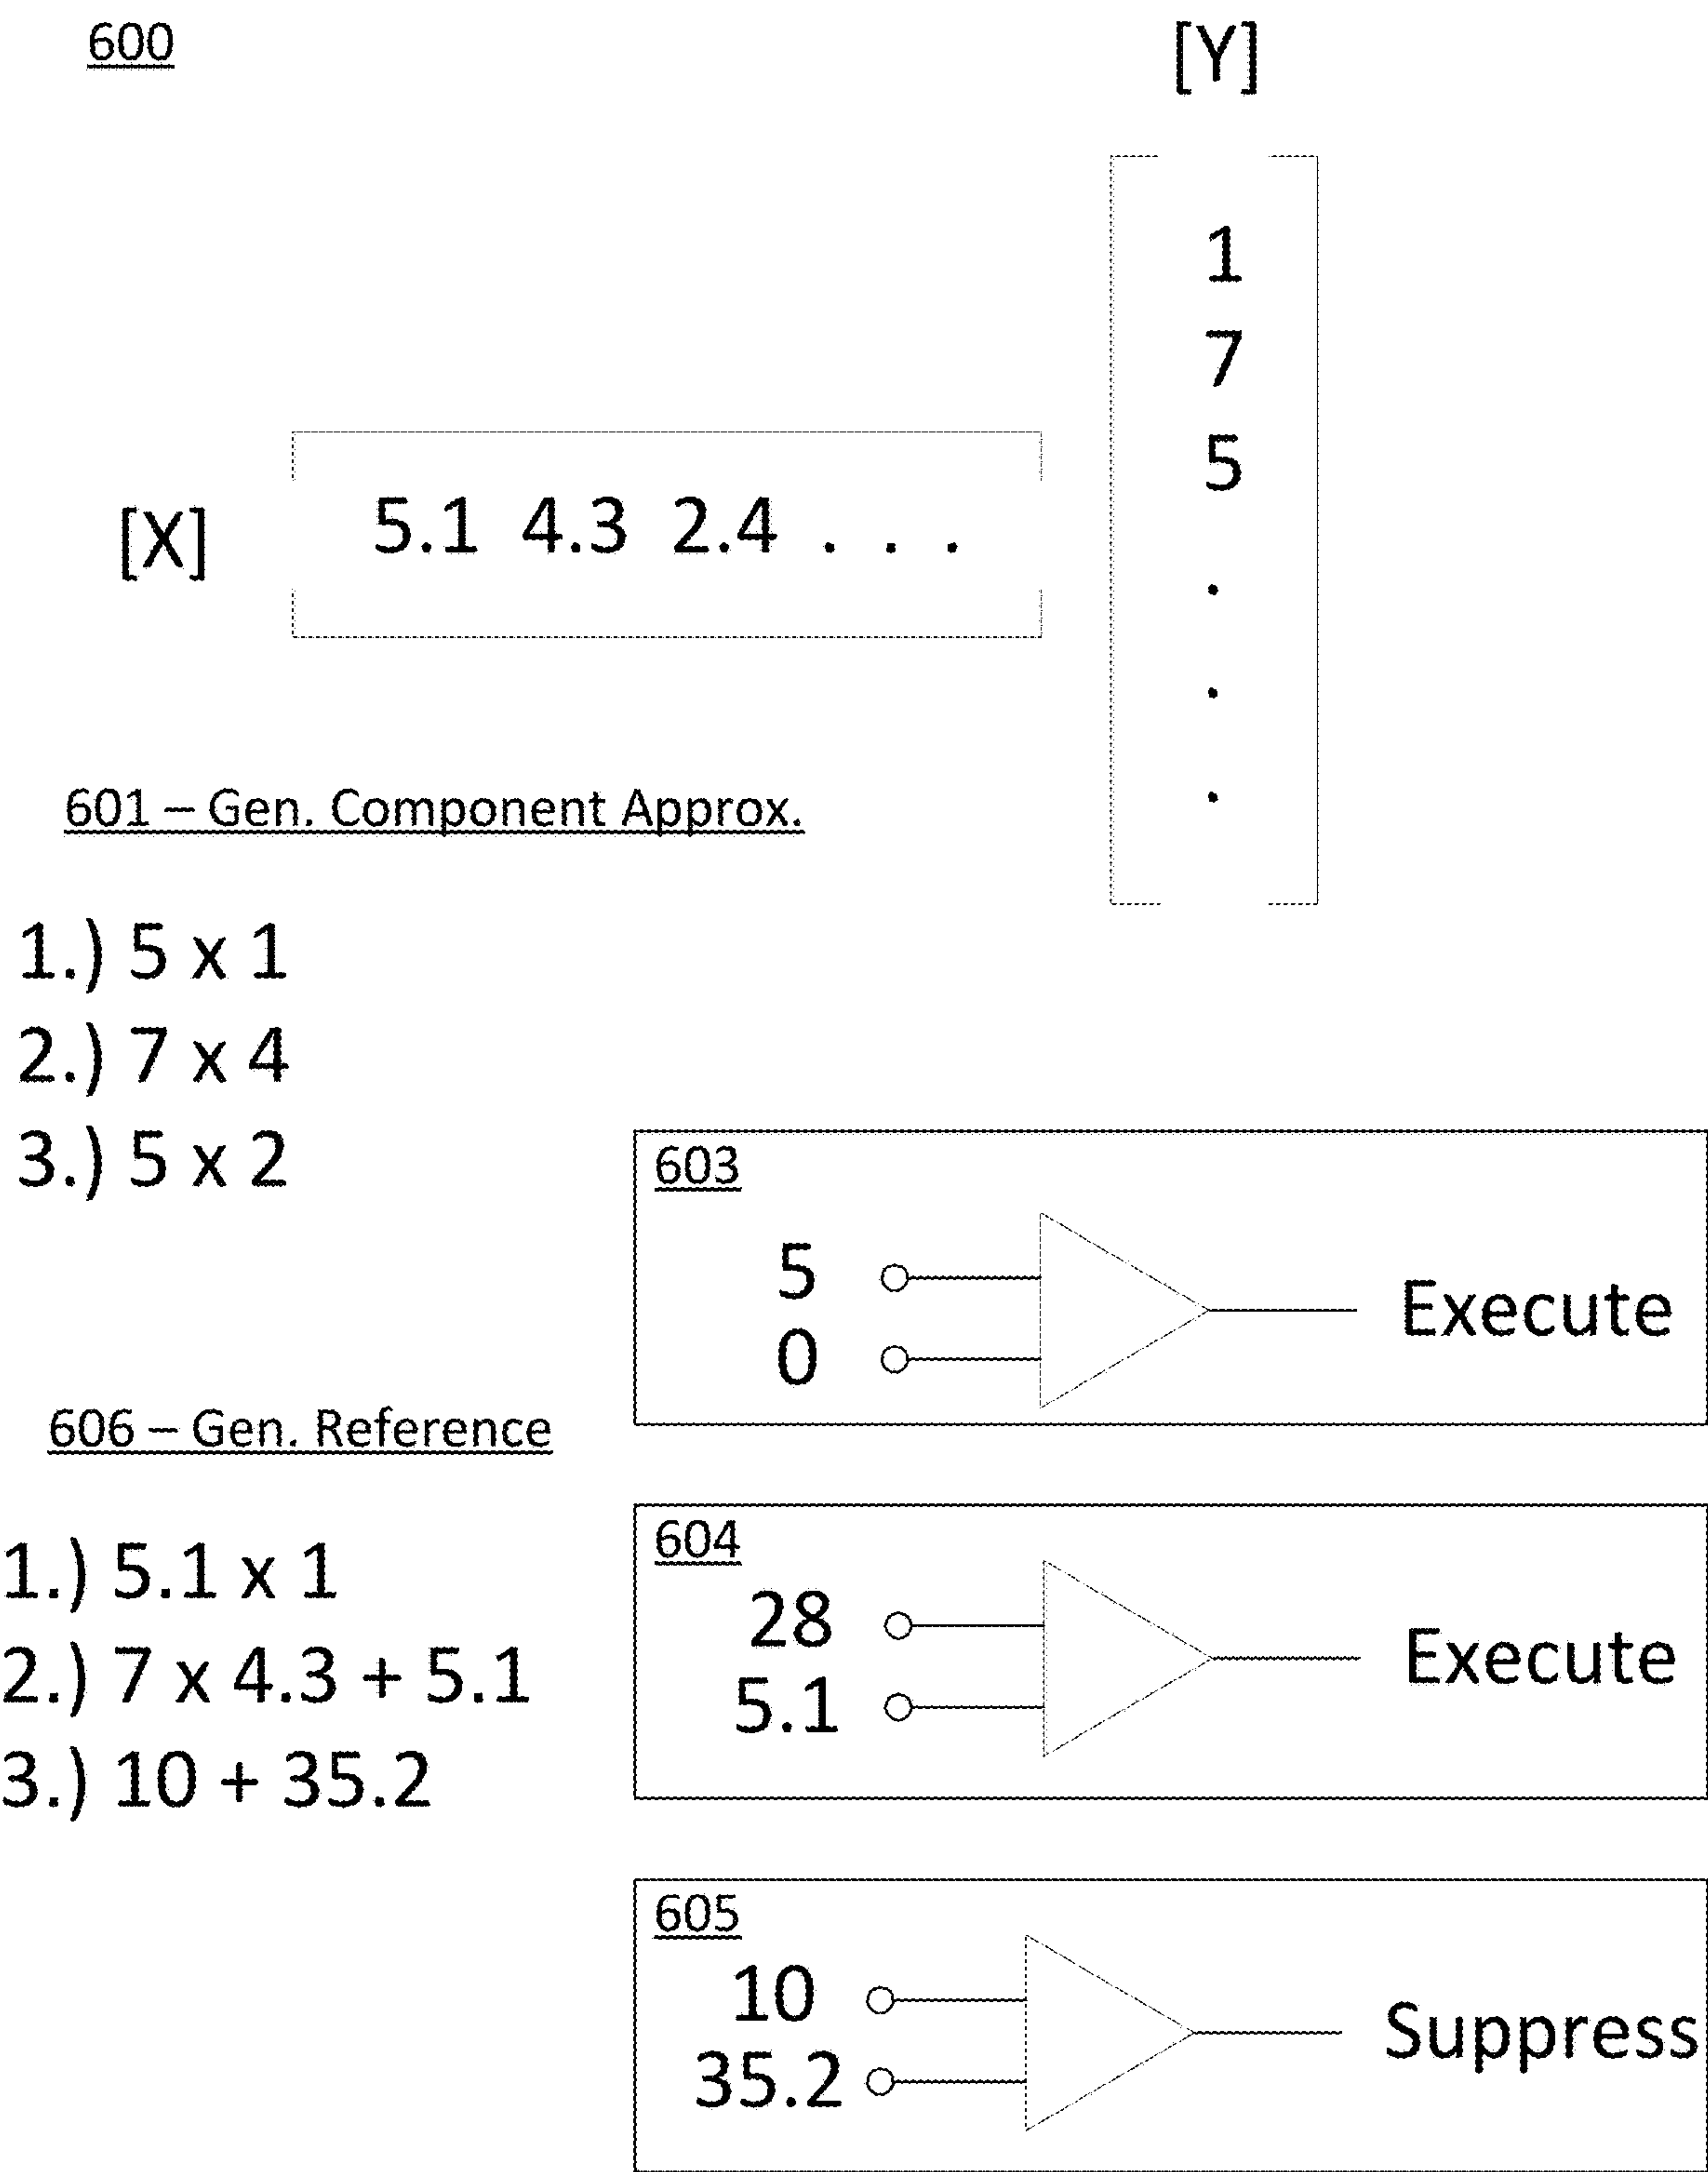 600
[Y]
1
7
5
.
.
.
[X]
5.1 4.3 2.4 . . .
601 – Gen. Component Approx.
1.) 5 x 1
2.) 7 x 4
3.) 5 x 2
603
5
0
Execute
606 – Gen. Reference
1.) 5.1 x 1
2.) 7 x 4.3 + 5.1
3.) 10 + 35.2
604
28
5.1
Execute
605
10
35.2
Suppress